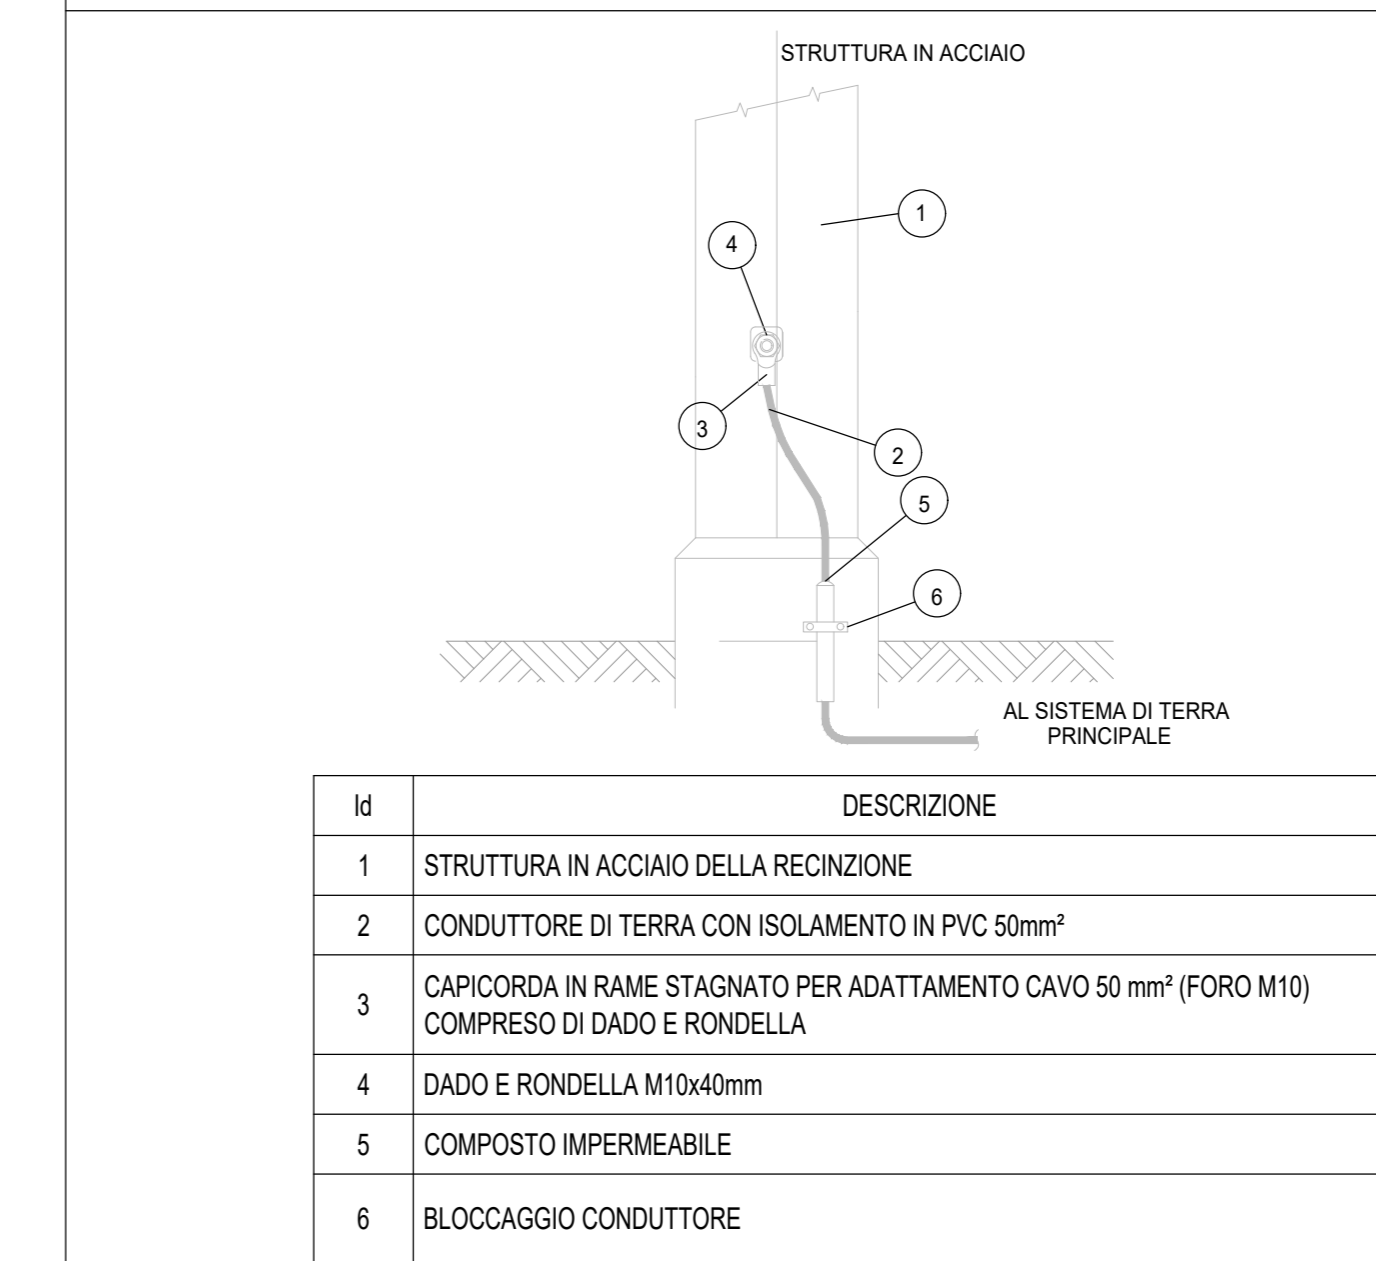 STRUTTURA IN ACCIAIO
1
4
3
2
5
6
AL SISTEMA DI TERRA
PRINCIPALE
Id DESCRIZIONE
1 STRUTTURA IN ACCIAIO DELLA RECINZIONE
2 CONDUTTORE DI TERRA CON ISOLAMENTO IN PVC 50mm²
3 CAPICORDA IN RAME STAGNATO PER ADATTAMENTO CAVO 50 mm² (FORO M10)
COMPRESO DI DADO E RONDELLA
4 DADO E RONDELLA M10x40mm
5 COMPOSTO IMPERMEABILE
6 BLOCCAGGIO CONDUTTORE